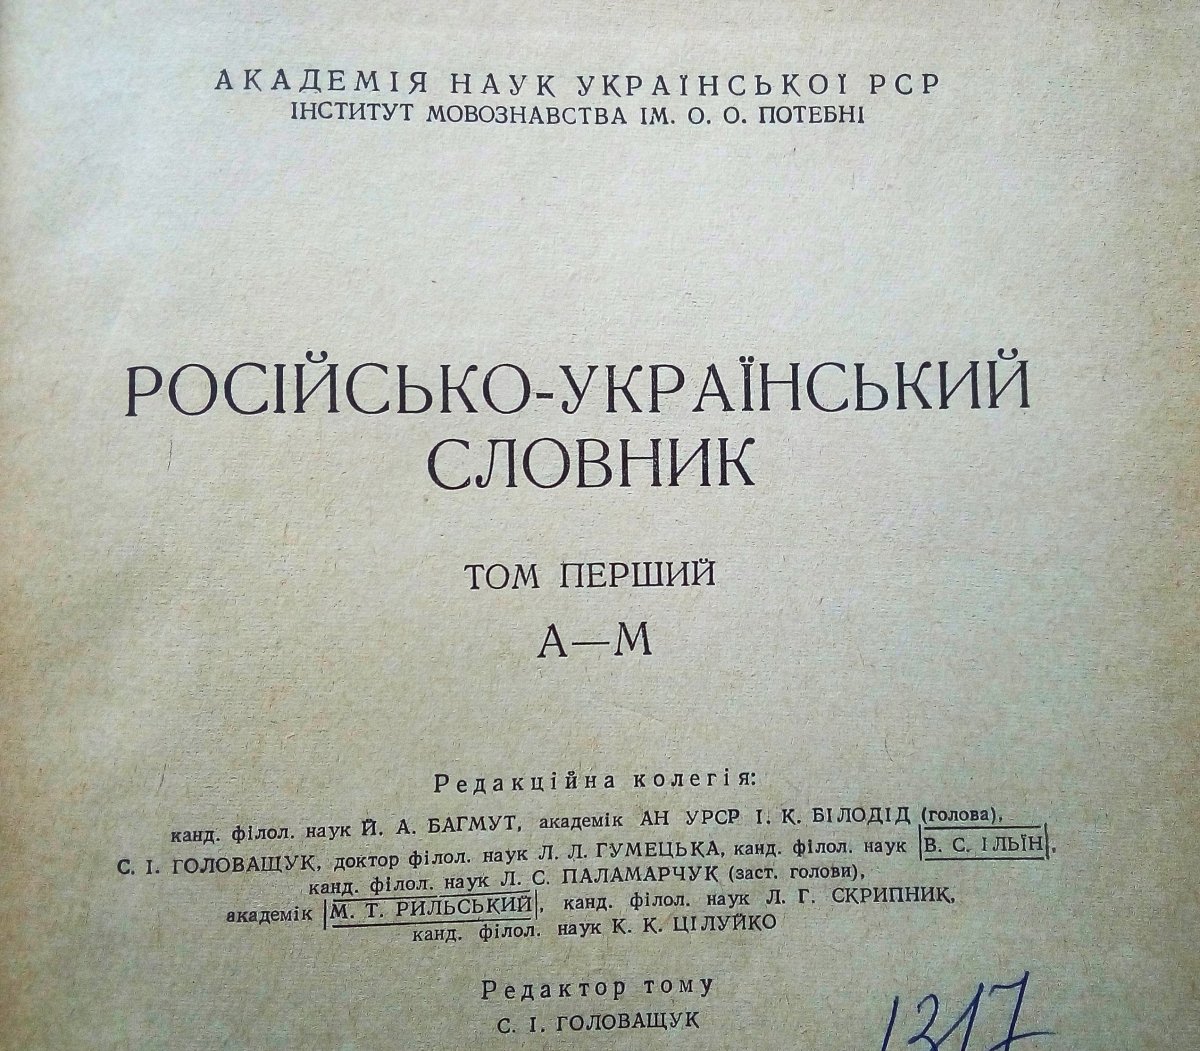 АКАДЕМІЯ НАУК УКРАЇНСЬКОЇ РСР
ІНСТИТУТ МОВОЗНАВСТВА ІМ. О. О. ПОТЕБНІ
РОСІЙСЬКО-УКРАЇНСЬКИЙ
СЛОВНИК
ТОМ ПЕРШИЙ
А—М
Редакційна колегія:
канд. філол. наук Й. А. БАГМУТ, академік АН УРСР І. К. БІЛОДІД (голова),
С. І. ГОЛОВАЩУК, доктор філол. наук Л. Л. ГУМЕЦЬКА, канд. філол. наук В. С. ІЛЬЇН,
канд. філол. наук Л. С. ПАЛАМАРЧУК (заст. голови),
академік М. Т. РИЛЬСЬКИЙ, канд. філол. наук Л. Г. СКРИПНИК,
канд. філол. наук К. К. ЦІЛУЙКО
Редактор тому
С. І. ГОЛОВАЩУК
1317